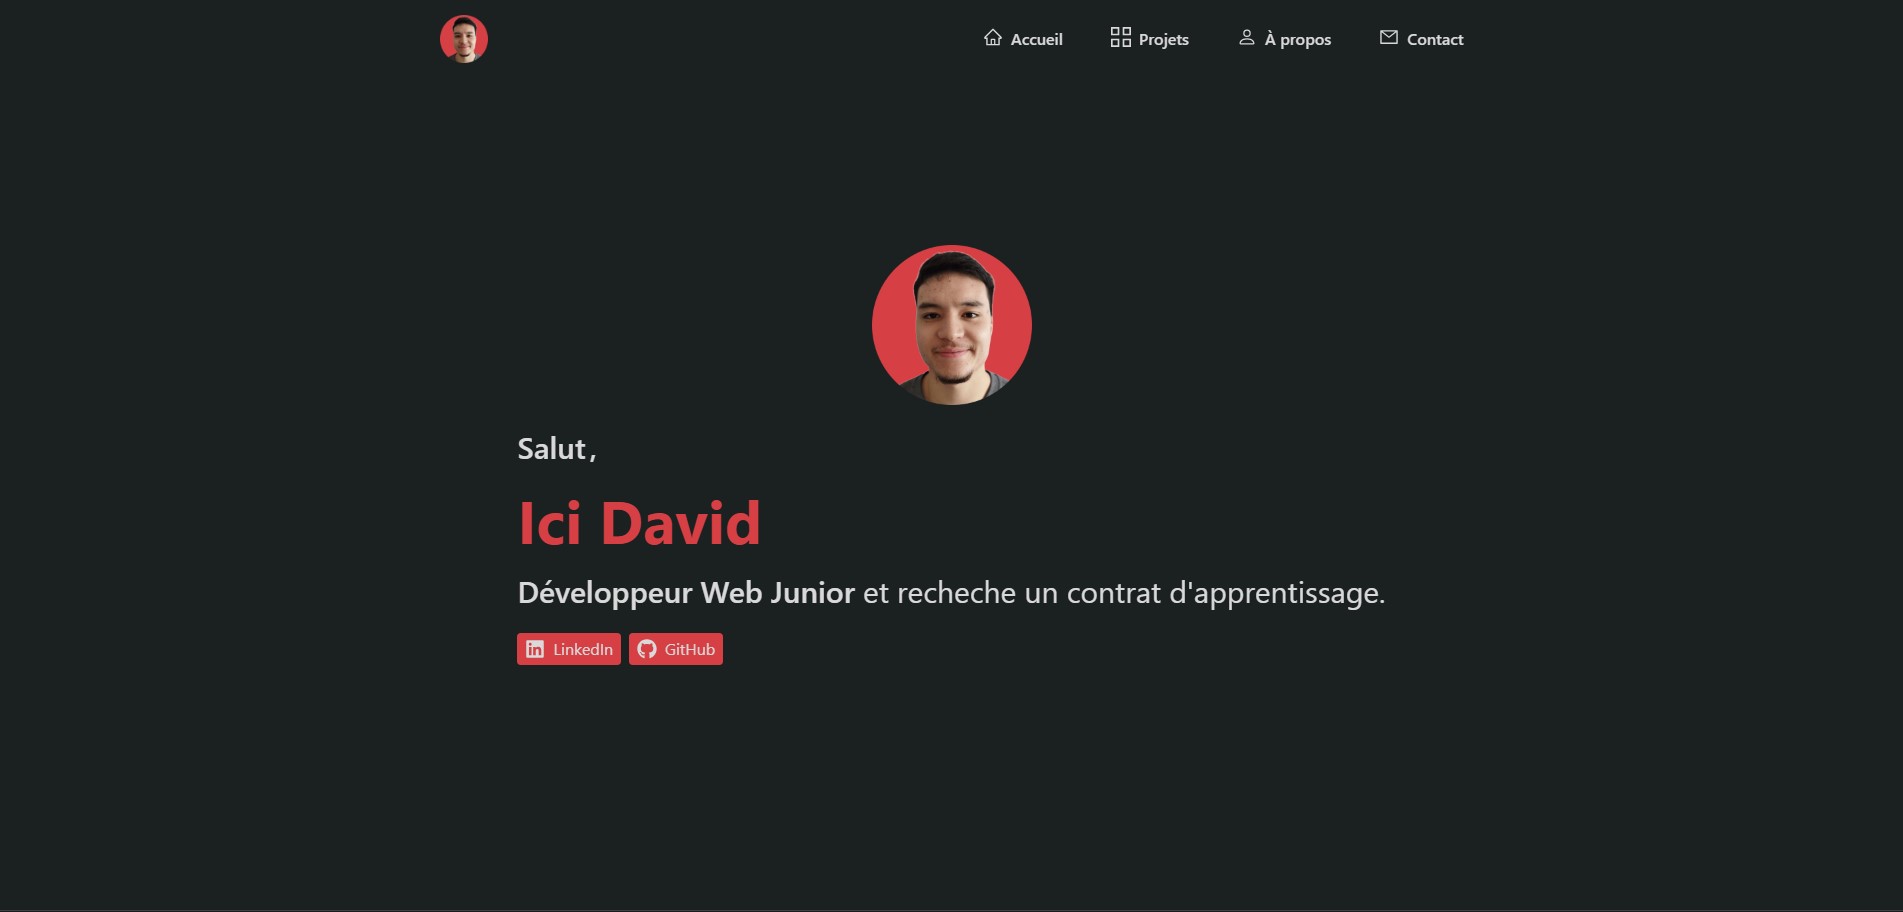 Accueil Projets À propos Contact
Salut,
Ici David
Développeur Web Junior et recheche un contrat d'apprentissage.
LinkedIn GitHub